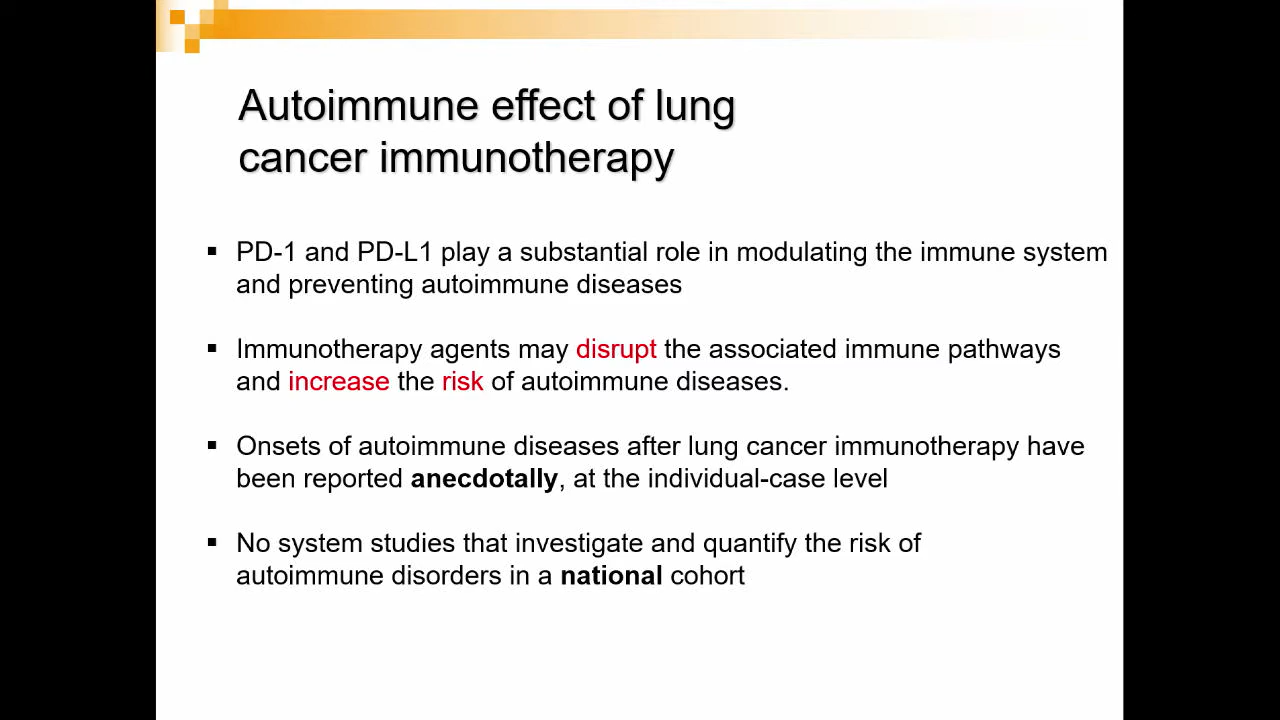 Autoimmune effect of lung
cancer immunotherapy
▪ PD-1 and PD-L1 play a substantial role in modulating the immune system
and preventing autoimmune diseases
▪ Immunotherapy agents may disrupt the associated immune pathways
and increase the risk of autoimmune diseases.
▪ Onsets of autoimmune diseases after lung cancer immunotherapy have
been reported anecdotally, at the individual-case level
▪ No system studies that investigate and quantify the risk of
autoimmune disorders in a national cohort